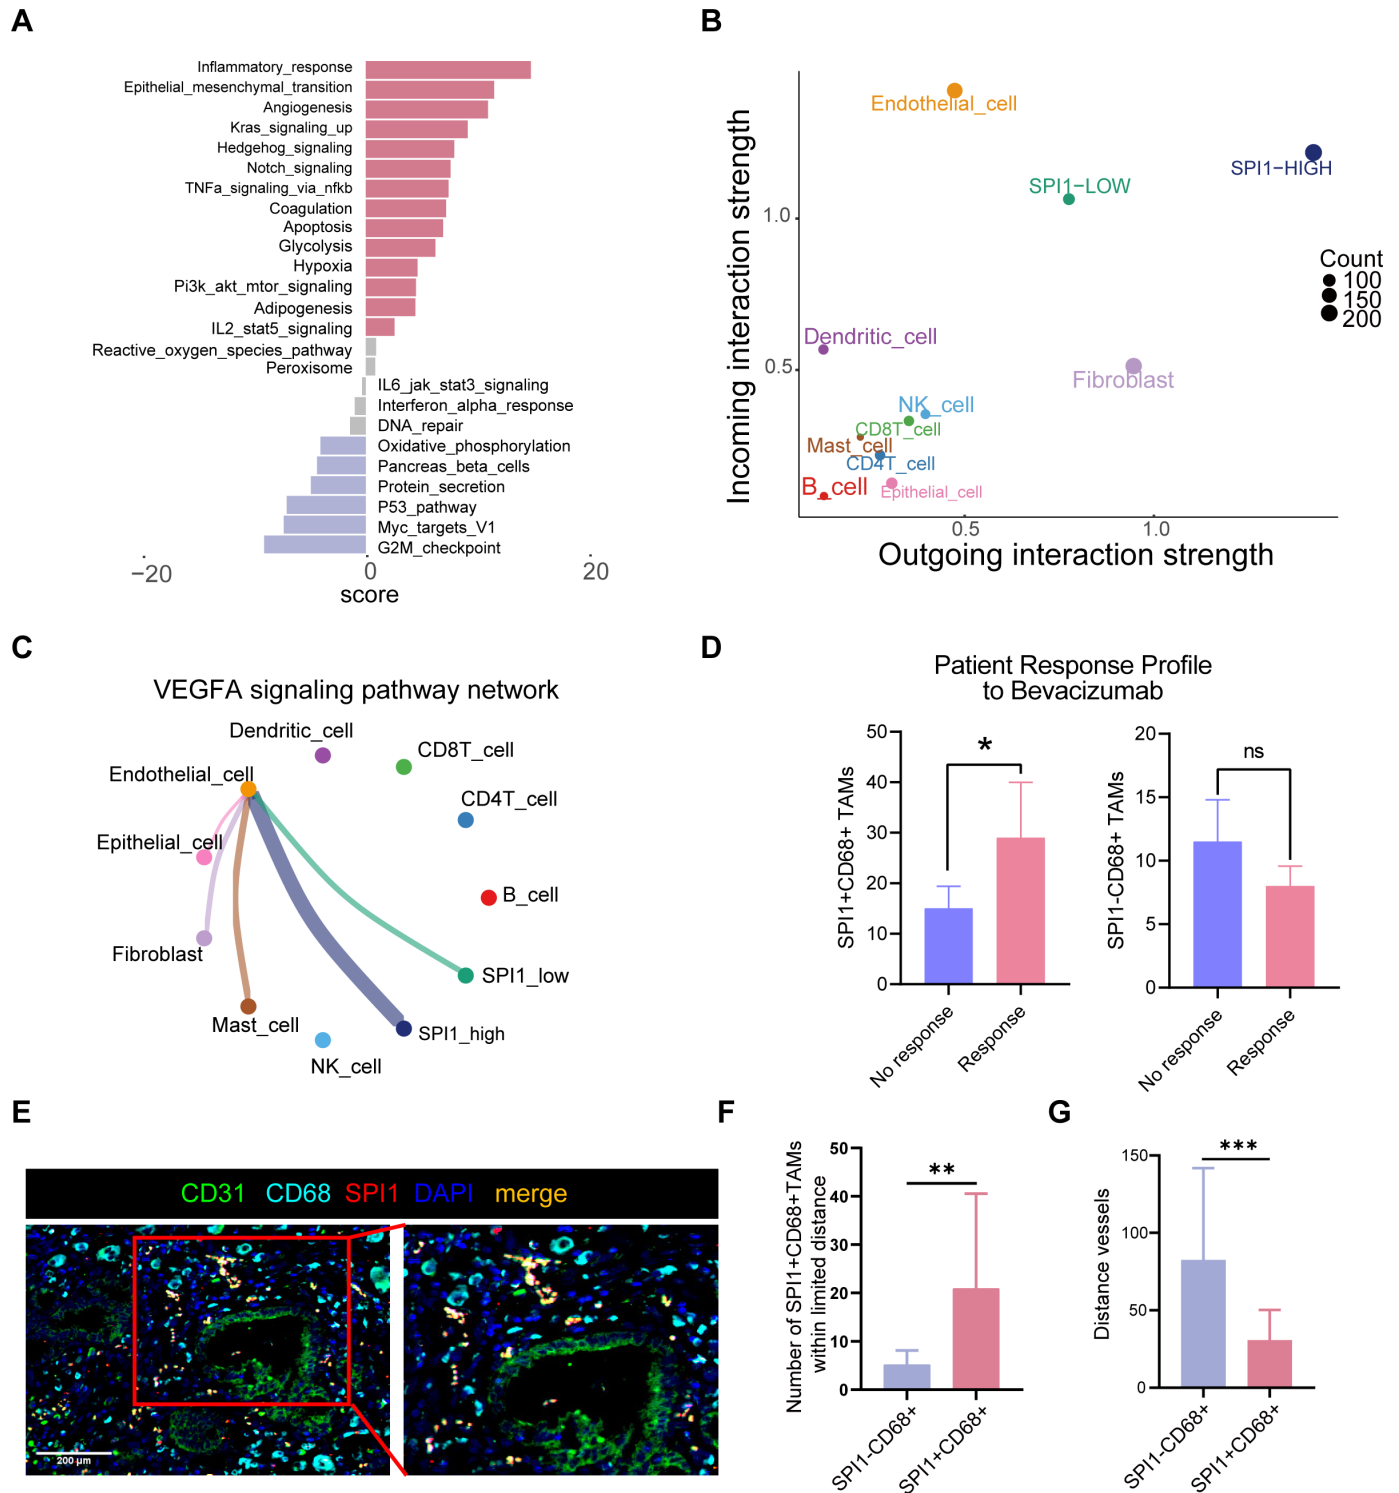 A
Inflammatory_response
Epithelial_mesenchymal_transition
Angiogenesis
Kras_signaling_up
Hedgehog_signaling
Notch_signaling
TNFa_signaling_via_nfkb
Coagulation
Apoptosis
Glycolysis
Hypoxia
Pi3k_akt_mtor_signaling
Adipogenesis
IL2_stat5_signaling
Reactive_oxygen_species_pathway
Peroxisome
IL6_jak_stat3_signaling
Interferon_alpha_response
DNA_repair
Oxidative_phosphorylation
Pancreas_beta_cells
Protein_secretion
P53_pathway
Myc_targets_V1
G2M_checkpoint
−20 0 20
score
B
Incoming interaction strength
1.0
0.5
Endothelial_cell
SPI1−HIGH
SPI1−LOW
Dendritic_cell
Fibroblast
NK_cell
CD8T_cell
Mast_cell
CD4T_cell
B_cell
Epithelial_cell
Count
100
150
200
0.5 1.0
Outgoing interaction strength
C
VEGFA signaling pathway network
Dendritic_cell
CD8T_cell
Endothelial_cell
CD4T_cell
Epithelial_cell
B_cell
Fibroblast
SPI1_low
Mast_cell
SPI1_high
NK_cell
D
Patient Response Profile
to Bevacizumab
SPI1+CD68+ TAMs
50
40
30
20
10
0
*
No response
Response
SPI1-CD68+ TAMs
20
15
10
5
0
ns
No response
Response
E
CD31 CD68 SPI1 DAPI merge
200 μm
F
Number of SPI1+CD68+TAMs
within limited distance
50
40
30
20
10
0
**
SPI1-CD68+
SPI1+CD68+
G
Distance vessels
150
100
50
0
***
SPI1-CD68+
SPI1+CD68+